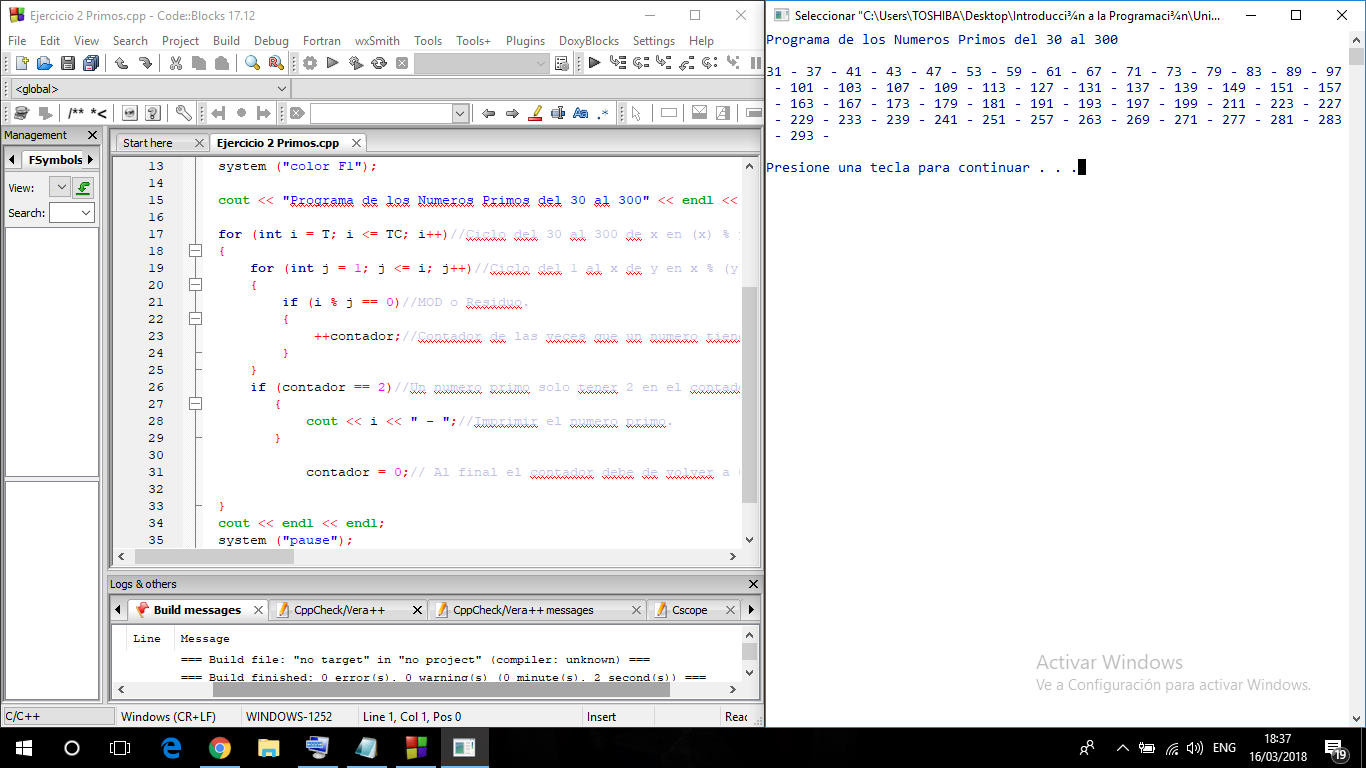 Ejercicio 2 Primos.cpp - Code::Blocks 17.12
File Edit View Search Project Build Debug Fortran wxSmith Tools Tools+ Plugins DoxyBlocks Settings Help
<global>
/** *<
Management
FSymbols
View:
Search:
Start here
Ejercicio 2 Primos.cpp
13 system ("color F1");
14
15 cout << "Programa de los Numeros Primos del 30 al 300" << endl <<
16
17 for (int i = T; i <= TC; i++)//Ciclo del 30 al 300 de x en (x) %
18 {
19 for (int j = 1; j <= i; j++)//Ciclo del 1 al x de y en x % (y
20 {
21 if (i % j == 0)//MOD o Residuo.
22 {
23 ++contador;//Contador de las veces que un numero tien
24 }
25 }
26 if (contador == 2)//Un numero primo solo tener 2 en el contad
27 {
28 cout << i << " - ";//Imprimir el numero primo.
29 }
30
31 contador = 0;// Al final el contador debe de volver a
32
33 }
34 cout << endl << endl;
35 system ("pause");
Logs & others
Build messages
CppCheck/Vera++
CppCheck/Vera++ messages
Cscope
Line Message
=== Build file: "no target" in "no project" (compiler: unknown) ===
=== Build finished: 0 error(s), 0 warning(s) (0 minute(s), 2 second(s)) ===
C/C++ Windows (CR+LF) WINDOWS-1252 Line 1, Col 1, Pos 0 Insert Reac
Seleccionar "C:\Users\TOSHIBA\Desktop\Introducci¾n a la Programaci¾n\Uni...
Programa de los Numeros Primos del 30 al 300
31 - 37 - 41 - 43 - 47 - 53 - 59 - 61 - 67 - 71 - 73 - 79 - 83 - 89 - 97
- 101 - 103 - 107 - 109 - 113 - 127 - 131 - 137 - 139 - 149 - 151 - 157
- 163 - 167 - 173 - 179 - 181 - 191 - 193 - 197 - 199 - 211 - 223 - 227
- 229 - 233 - 239 - 241 - 251 - 257 - 263 - 269 - 271 - 277 - 281 - 283
- 293 -
Presione una tecla para continuar . . .
Activar Windows
Ve a Configuración para activar Windows.
ENG
18:37
16/03/2018
19